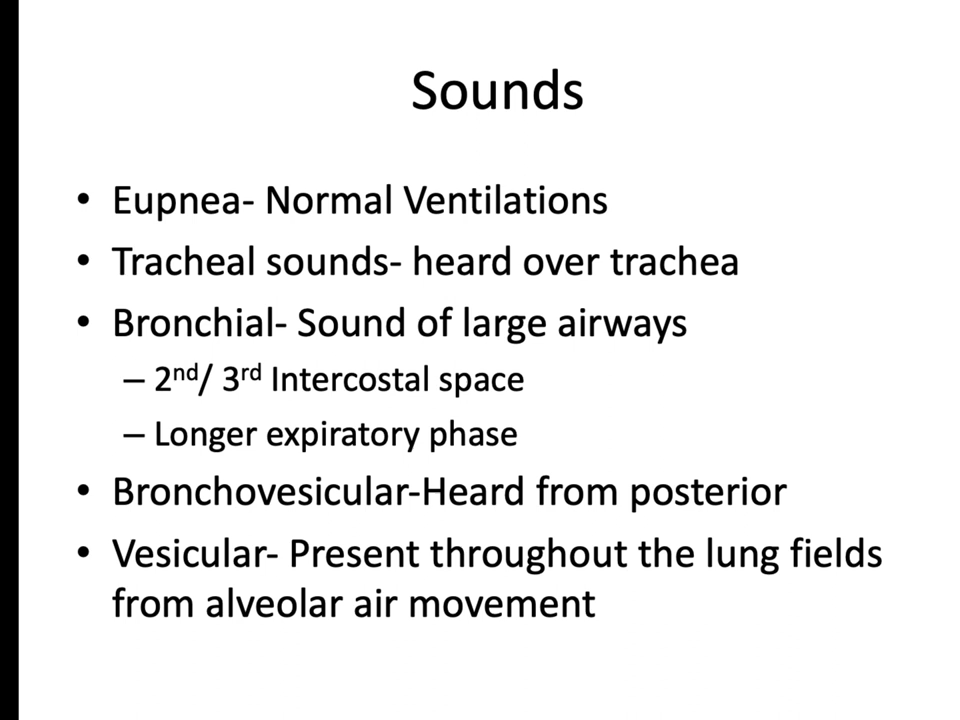 Sounds
• Eupnea- Normal Ventilations
• Tracheal sounds- heard over trachea
• Bronchial- Sound of large airways
– 2nd/ 3rd Intercostal space
– Longer expiratory phase
• Bronchovesicular-Heard from posterior
• Vesicular- Present throughout the lung fields
from alveolar air movement